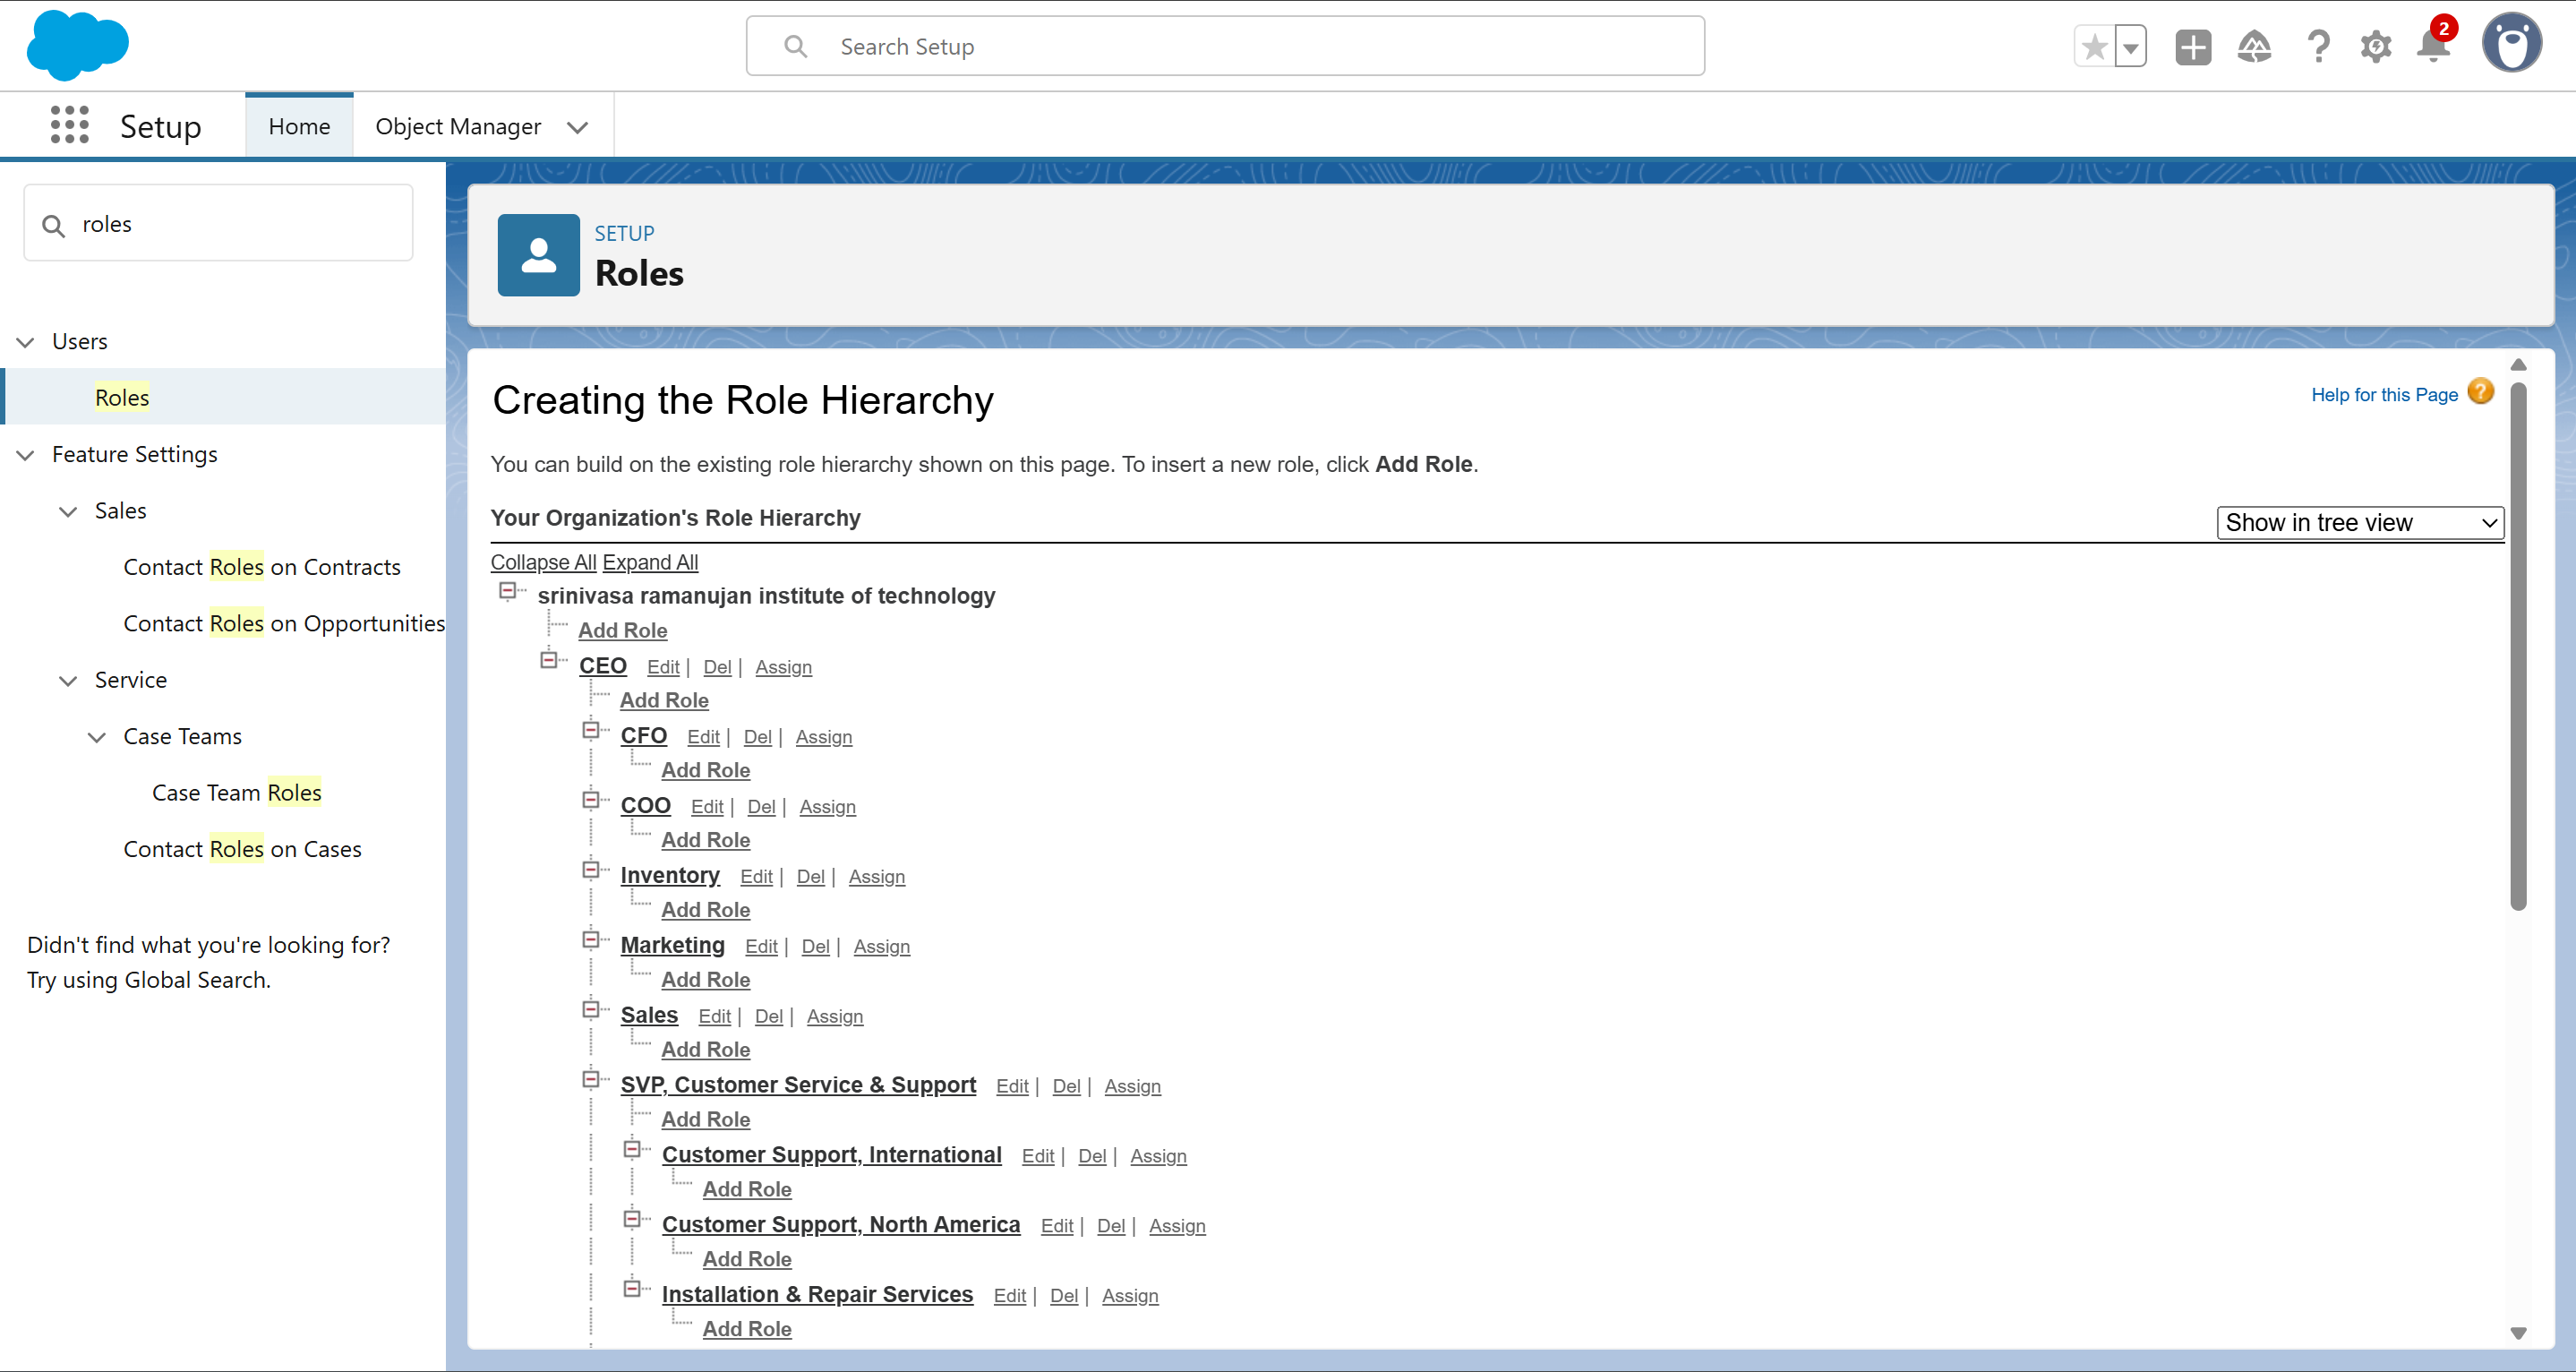 Search Setup
2
Setup
Home
Object Manager
roles
Users
Roles
Feature Settings
Sales
Contact Roles on Contracts
Contact Roles on Opportunities
Service
Case Teams
Case Team Roles
Contact Roles on Cases
Didn't find what you're looking for?
Try using Global Search.
SETUP
Roles
Creating the Role Hierarchy
Help for this Page ?
You can build on the existing role hierarchy shown on this page. To insert a new role, click Add Role.
Your Organization's Role Hierarchy
Show in tree view
Collapse All Expand All
srinivasa ramanujan institute of technology
Add Role
CEO Edit | Del | Assign
Add Role
CFO Edit | Del | Assign
Add Role
COO Edit | Del | Assign
Add Role
Inventory Edit | Del | Assign
Add Role
Marketing Edit | Del | Assign
Add Role
Sales Edit | Del | Assign
Add Role
SVP, Customer Service & Support Edit | Del | Assign
Add Role
Customer Support, International Edit | Del | Assign
Add Role
Customer Support, North America Edit | Del | Assign
Add Role
Installation & Repair Services Edit | Del | Assign
Add Role